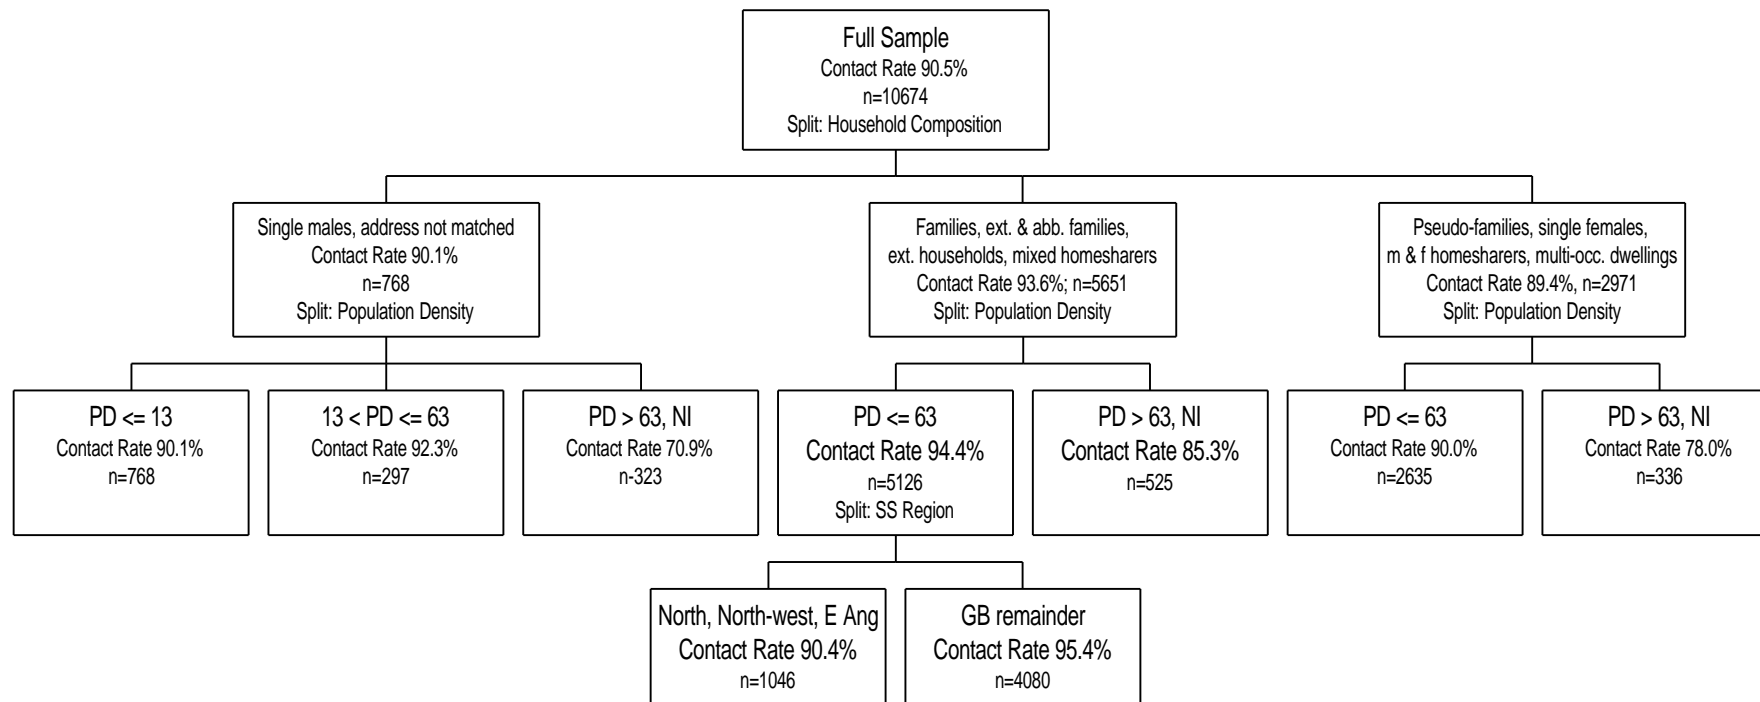 Full Sample
Contact Rate 90.5%
n=10674
Split: Household Composition
Single males, address not matched
Contact Rate 90.1%
n=768
Split: Population Density
Families, ext. & abb. families,
ext. households, mixed homesharers
Contact Rate 93.6%; n=5651
Split: Population Density
Pseudo-families, single females,
m & f homesharers, multi-occ. dwellings
Contact Rate 89.4%, n=2971
Split: Population Density
PD <= 13
Contact Rate 90.1%
n=768
13 < PD <= 63
Contact Rate 92.3%
n=297
PD > 63, NI
Contact Rate 70.9%
n-323
PD <= 63
Contact Rate 94.4%
n=5126
Split: SS Region
PD > 63, NI
Contact Rate 85.3%
n=525
PD <= 63
Contact Rate 90.0%
n=2635
PD > 63, NI
Contact Rate 78.0%
n=336
North, North-west, E Ang
Contact Rate 90.4%
n=1046
GB remainder
Contact Rate 95.4%
n=4080